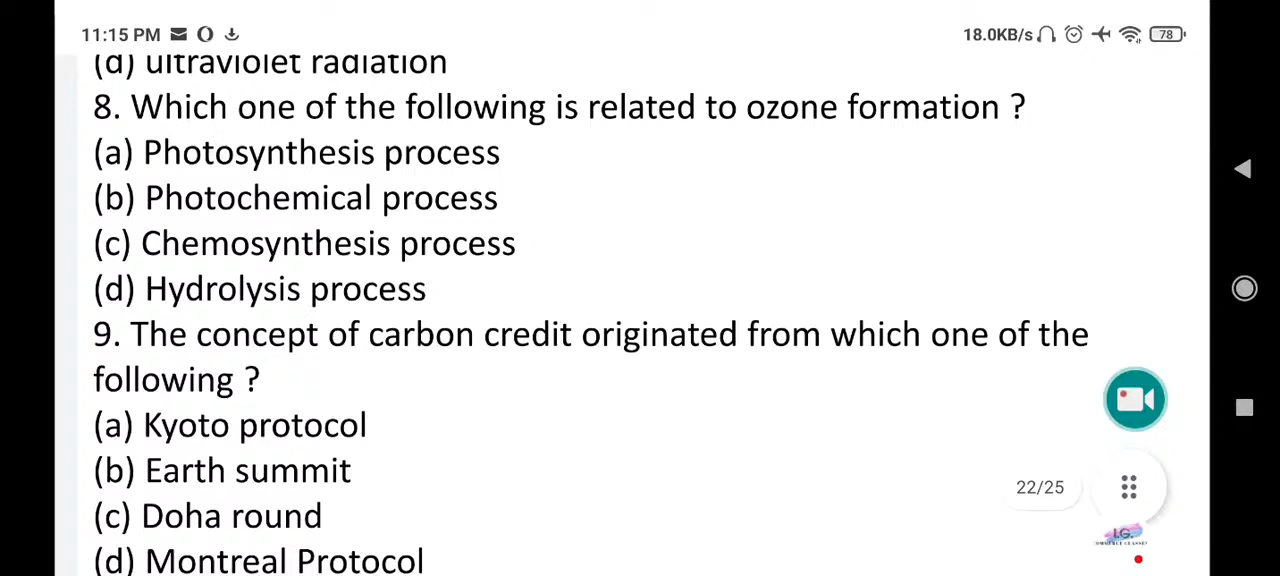 11:15 PM
18.0KB/s
78
(d) ultraviolet radiation
8. Which one of the following is related to ozone formation ?
(a) Photosynthesis process
(b) Photochemical process
(c) Chemosynthesis process
(d) Hydrolysis process
9. The concept of carbon credit originated from which one of the
following ?
(a) Kyoto protocol
(b) Earth summit
(c) Doha round
(d) Montreal Protocol
22/25
I.G.